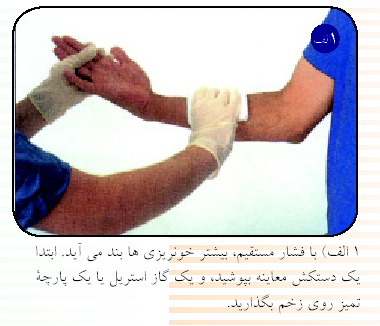 ۱ الف
۱ الف) با فشار مستقیم، بیشتر خونریزی ها بند می آید. ابتدا
یک دستکش معاینه بپوشید، و یک گاز استریل یا یک پارچۀ
تمیز روی زخم بگذارید.